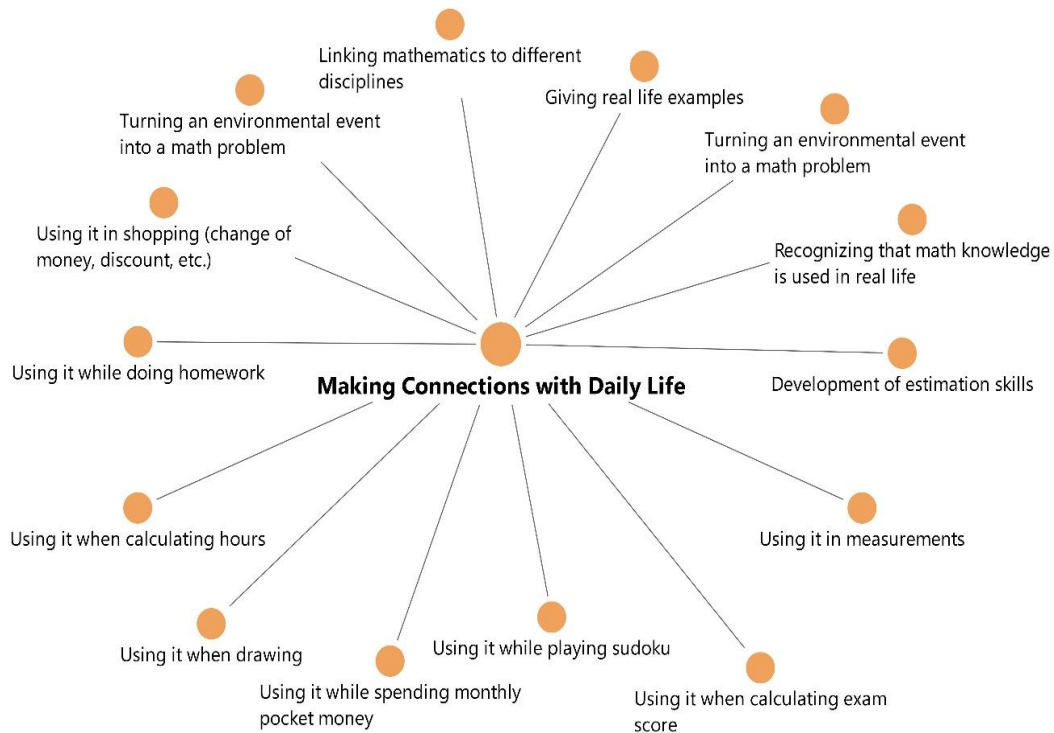 Linking mathematics to different
disciplines
Giving real life examples
Turning an environmental event
into a math problem
Turning an environmental event
into a math problem
Using it in shopping (change of
money, discount, etc.)
Recognizing that math knowledge
is used in real life
Using it while doing homework
Making Connections with Daily Life
Development of estimation skills
Using it when calculating hours
Using it in measurements
Using it when drawing
Using it while playing sudoku
Using it while spending monthly
pocket money
Using it when calculating exam
score